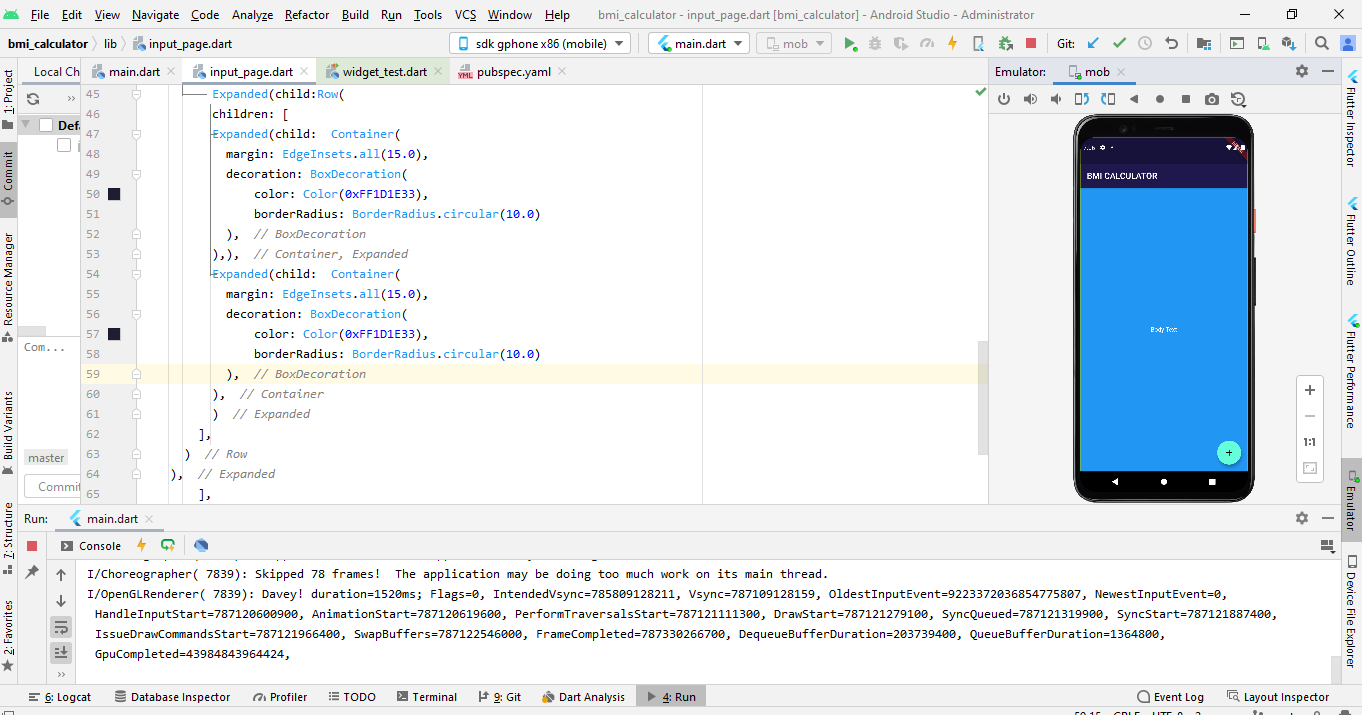 File Edit View Navigate Code Analyze Refactor Build Run Tools VCS Window Help bmi_calculator - input_page.dart [bmi_calculator] - Android Studio - Administrator
bmi_calculator lib input_page.dart sdk gphone x86 (mobile) main.dart mob Git:
Local Ch main.dart input_page.dart widget_test.dart pubspec.yaml Emulator: mob
1: Project
Commit
Resource Manager
Build Variants
7: Structure
2: Favorites
Defa
Com...
master
Commit
45 Expanded(child:Row(
46 children: [
47 Expanded(child:  Container(
48 margin: EdgeInsets.all(15.0),
49 decoration: BoxDecoration(
50 color: Color(0xFF1D1E33),
51 borderRadius: BorderRadius.circular(10.0)
52 ),  // BoxDecoration
53 ),),  // Container, Expanded
54 Expanded(child:  Container(
55 margin: EdgeInsets.all(15.0),
56 decoration: BoxDecoration(
57 color: Color(0xFF1D1E33),
58 borderRadius: BorderRadius.circular(10.0)
59 ),  // BoxDecoration
60 ),  // Container
61 )  // Expanded
62 ],
63 )  // Row
64 ),  // Expanded
65 ],
BMI CALCULATOR
Body Text
+
1:1
Flutter Inspector
Flutter Outline
Flutter Performance
Emulator
Device File Explorer
Run: main.dart
Console
I/Choreographer( 7839): Skipped 78 frames!  The application may be doing too much work on its main thread.
I/OpenGLRenderer( 7839): Davey! duration=1520ms; Flags=0, IntendedVsync=785809128211, Vsync=787109128159, OldestInputEvent=9223372036854775807, NewestInputEvent=0,
HandleInputStart=787120600900, AnimationStart=787120619600, PerformTraversalsStart=787121111300, DrawStart=787121279100, SyncQueued=787121319900, SyncStart=787121887400,
IssueDrawCommandsStart=787121966400, SwapBuffers=787122546000, FrameCompleted=787330266700, DequeueBufferDuration=203739400, QueueBufferDuration=1364800,
GpuCompleted=43984843964424,
6: Logcat Database Inspector Profiler TODO Terminal 9: Git Dart Analysis 4: Run Event Log Layout Inspector